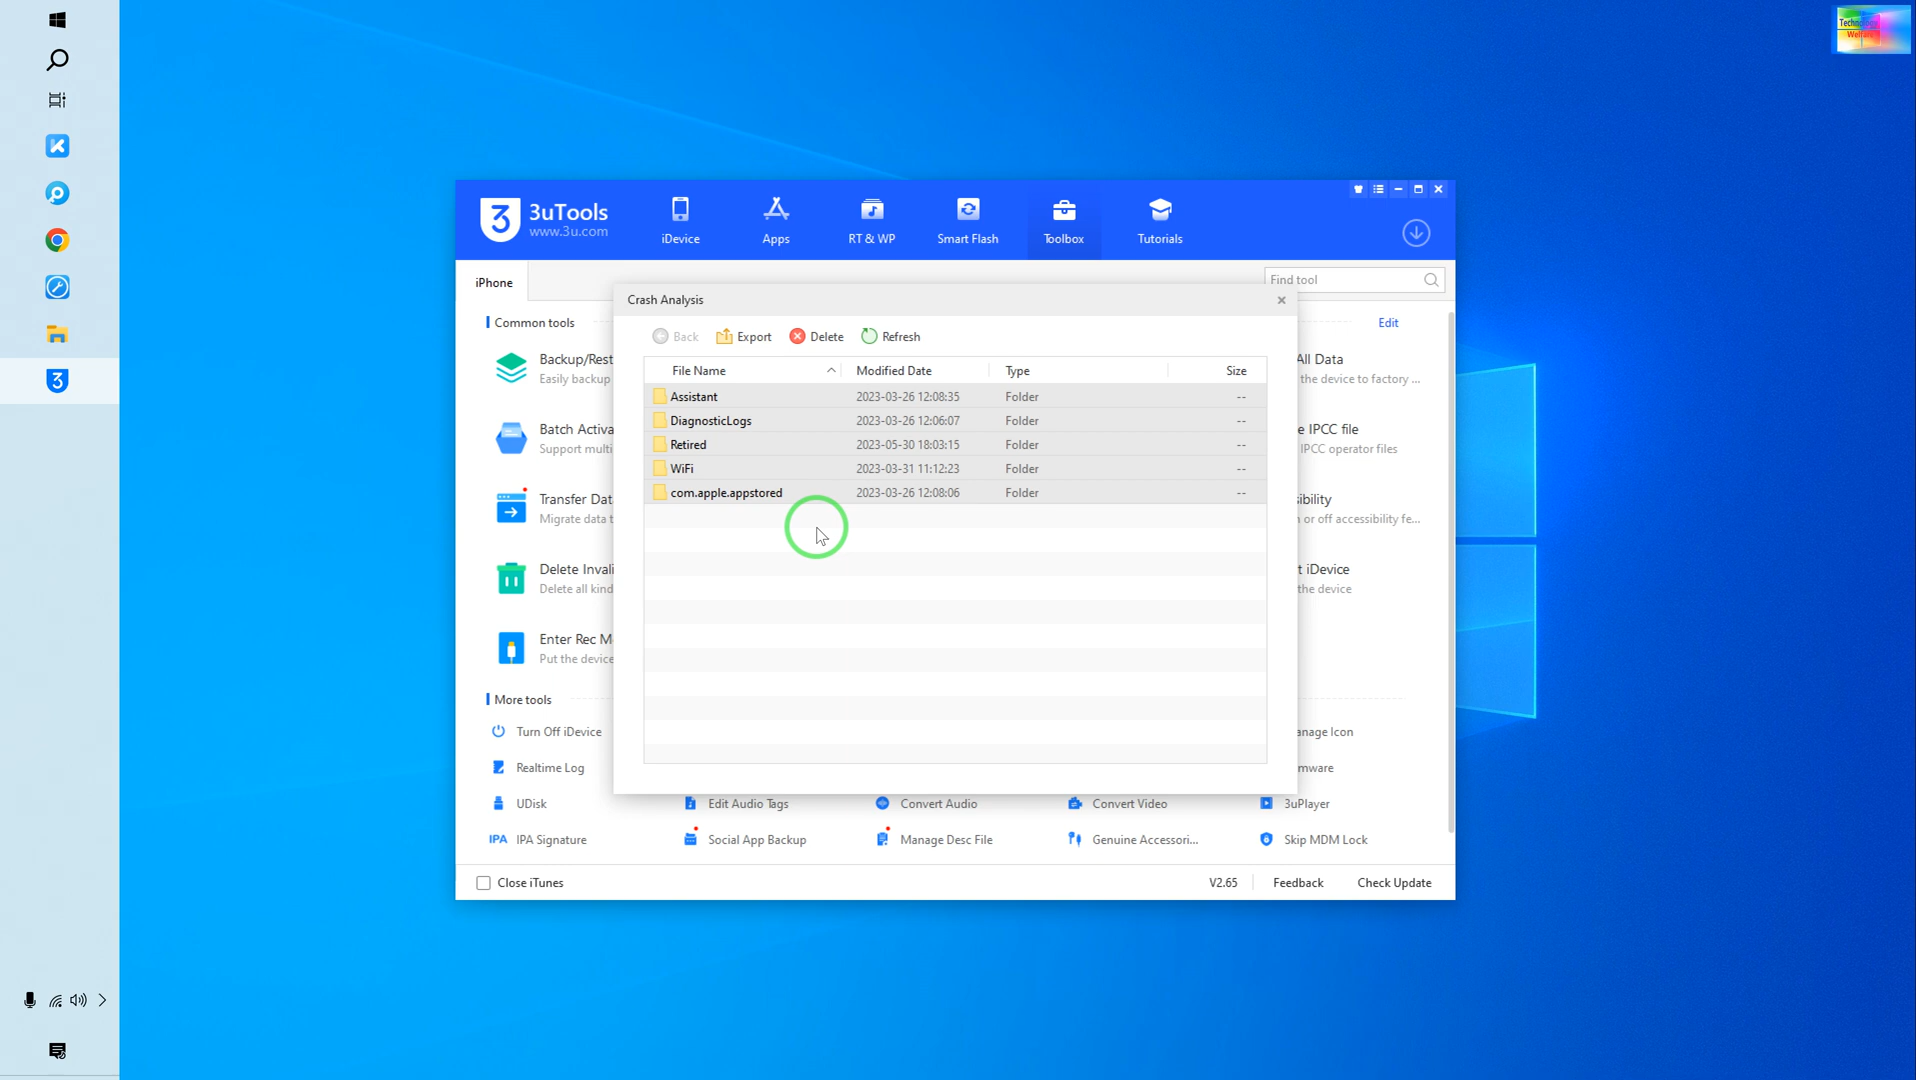 Technology
Welfare
3uTools
www.3u.com
iDevice
Apps
RT & WP
Smart Flash
Toolbox
Tutorials
iPhone
Find tool
Crash Analysis
Common tools
Edit
Back
Export
Delete
Refresh
File Name
Modified Date
Type
Size
Assistant
2023-03-26 12:08:35
Folder
--
DiagnosticLogs
2023-03-26 12:06:07
Folder
--
Retired
2023-05-30 18:03:15
Folder
--
WiFi
2023-03-31 11:12:23
Folder
--
com.apple.appstored
2023-03-26 12:08:06
Folder
--
Backup/Rest
Easily backup
All Data
the device to factory ...
Batch Activa
Support multi
e IPCC file
IPCC operator files
Transfer Dat
Migrate data t
sibility
n or off accessibility fe...
Delete Invali
Delete all kind
t iDevice
the device
Enter Rec M
Put the device
More tools
Turn Off iDevice
anage Icon
Realtime Log
mware
UDisk
Edit Audio Tags
Convert Audio
Convert Video
3uPlayer
IPA
IPA Signature
Social App Backup
Manage Desc File
Genuine Accessori...
Skip MDM Lock
Close iTunes
V2.65
Feedback
Check Update